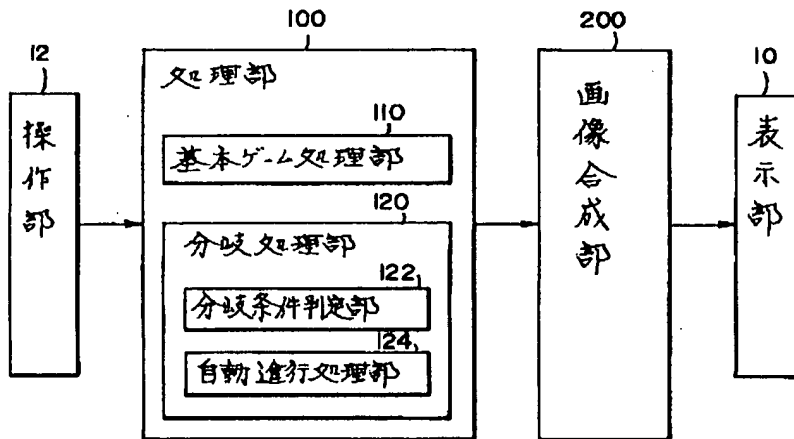 12
操作部
100
処理部
110
基本ゲーム処理部
120
分岐処理部
122
分岐条件判定部
124
自動進行処理部
200
画像合成部
10
表示部